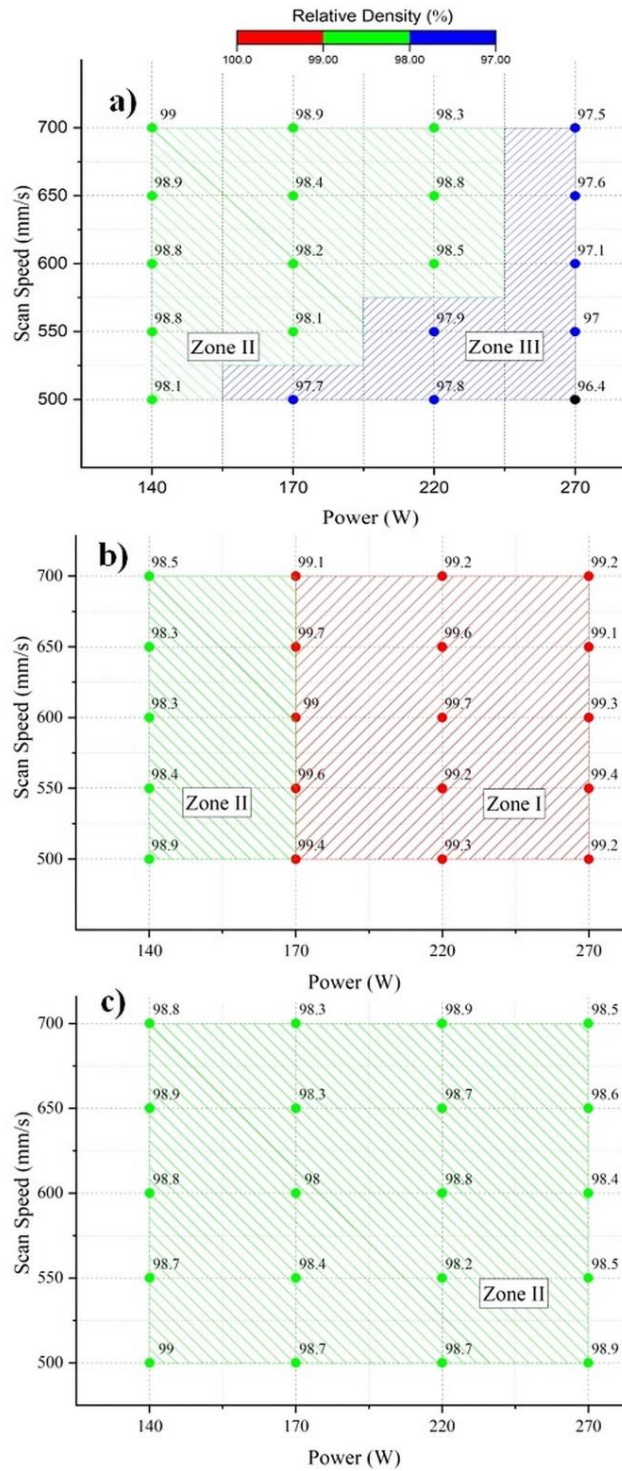 Relative Density (%)
100.0 99.00 98.00 97.00
a)
99 98.9 98.3 97.5
700
98.9 98.4 98.8 97.6
650
98.8 98.2 98.5 97.1
600
98.8 98.1 97.9 97
550
Zone II Zone III
98.1 97.7 97.8 96.4
500
Scan Speed (mm/s)
140 170 220 270
Power (W)
b)
98.5 99.1 99.2 99.2
700
98.3 99.7 99.6 99.1
650
98.3 99 99.7 99.3
600
98.4 99.6 99.2 99.4
550
Zone II Zone I
98.9 99.4 99.3 99.2
500
Scan Speed (mm/s)
140 170 220 270
Power (W)
c)
98.8 98.3 98.9 98.5
700
98.9 98.3 98.7 98.6
650
98.8 98 98.8 98.4
600
98.7 98.4 98.2 98.5
550
Zone II
99 98.7 98.7 98.9
500
Scan Speed (mm/s)
140 170 220 270
Power (W)